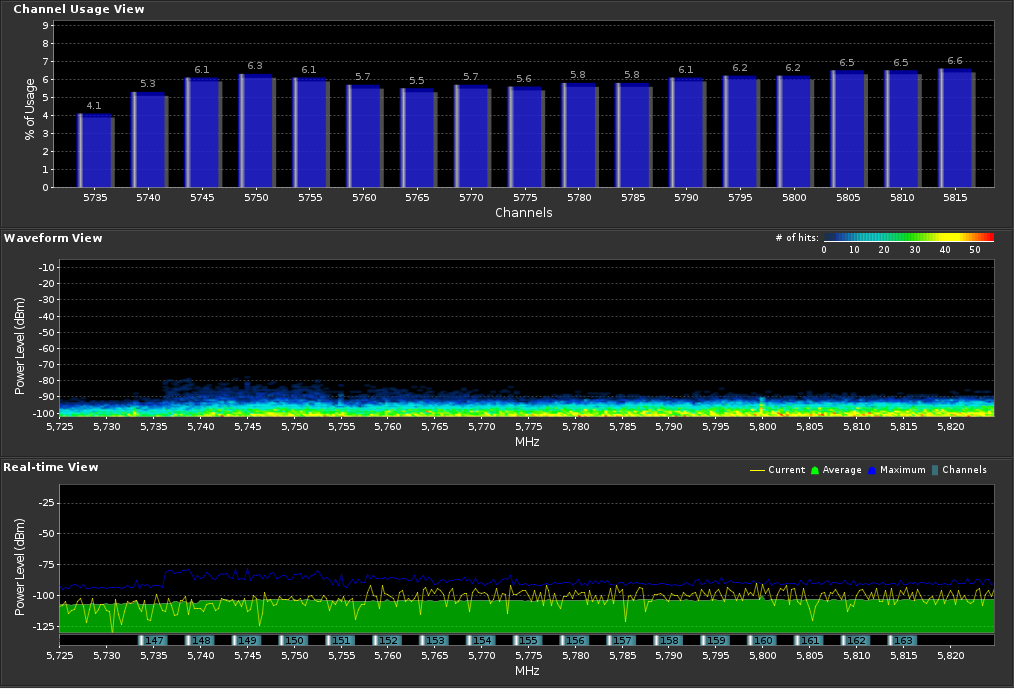 Channel Usage View
% of Usage
9
8
7
6
5
4
3
2
1
0
4.1 5.3 6.1 6.3 6.1 5.7 5.5 5.7 5.6 5.8 5.8 6.1 6.2 6.2 6.5 6.5 6.6
5735 5740 5745 5750 5755 5760 5765 5770 5775 5780 5785 5790 5795 5800 5805 5810 5815
Channels
Waveform View
# of hits:
0 10 20 30 40 50
Power Level (dBm)
-10
-20
-30
-40
-50
-60
-70
-80
-90
-100
5,725 5,730 5,735 5,740 5,745 5,750 5,755 5,760 5,765 5,770 5,775 5,780 5,785 5,790 5,795 5,800 5,805 5,810 5,815 5,820
MHz
Real-time View
Current Average Maximum Channels
Power Level (dBm)
-25
-50
-75
-100
-125
147 148 149 150 151 152 153 154 155 156 157 158 159 160 161 162 163
5,725 5,730 5,735 5,740 5,745 5,750 5,755 5,760 5,765 5,770 5,775 5,780 5,785 5,790 5,795 5,800 5,805 5,810 5,815 5,820
MHz